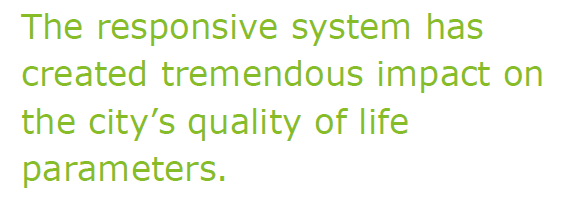 The responsive system has
created tremendous impact on
the city’s quality of life
parameters.